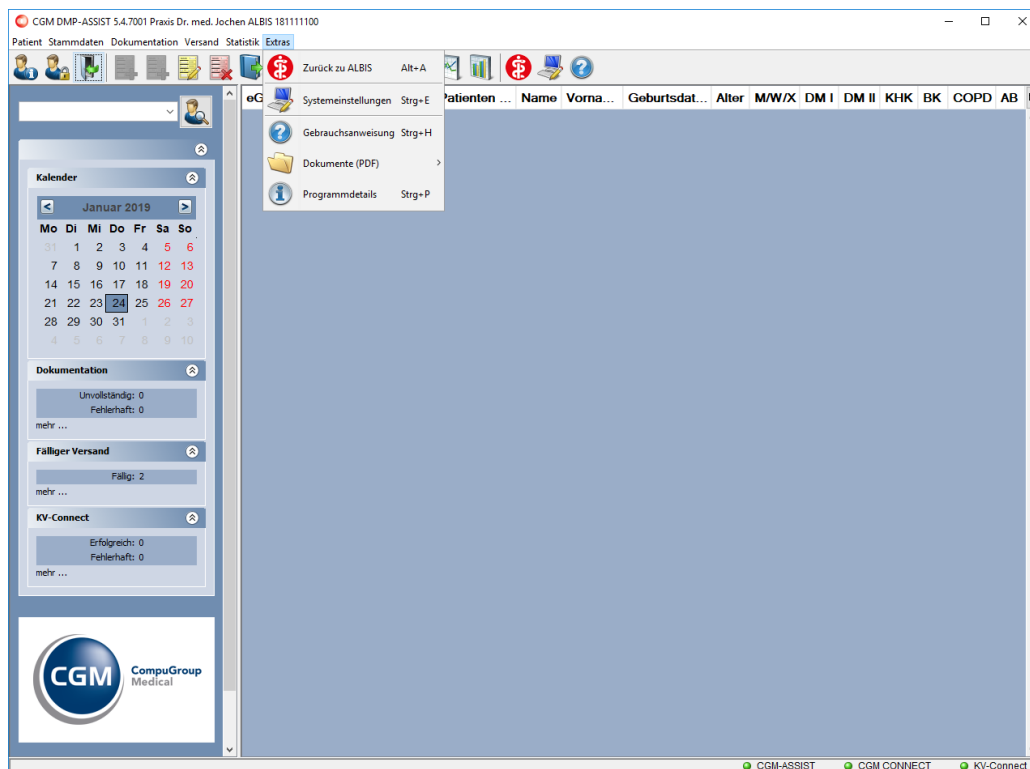 CGM DMP-ASSIST 5.4.7001 Praxis Dr. med. Jochen ALBIS 181111100
Patient Stammdaten Dokumentation Versand Statistik Extras
Zurück zu ALBIS Alt+A
Systemeinstellungen Strg+E
Gebrauchsanweisung Strg+H
Dokumente (PDF)
Programmdetails Strg+P
eG
Patienten ... Name Vorna... Geburtsdat... Alter M/W/X DM I DM II KHK BK COPD AB
Kalender
< Januar 2019 >
Mo Di Mi Do Fr Sa So
31 1 2 3 4 5 6
7 8 9 10 11 12 13
14 15 16 17 18 19 20
21 22 23 24 25 26 27
28 29 30 31 1 2 3
4 5 6 7 8 9 10
Dokumentation
Unvollständig: 0
Fehlerhaft: 0
mehr ...
Fälliger Versand
Fällig: 2
mehr ...
KV-Connect
Erfolgreich: 0
Fehlerhaft: 0
mehr ...
CGM
CompuGroup
Medical
CGM-ASSIST CGM CONNECT KV-Connect